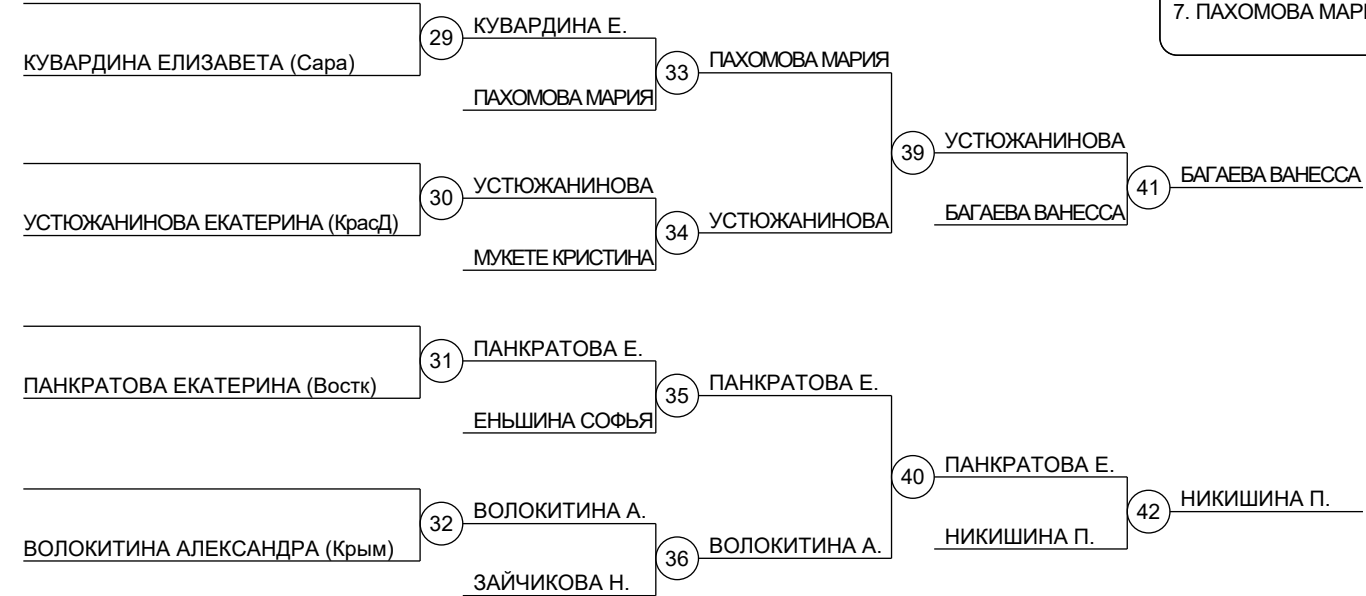 7. ПАХОМОВА МАРИ
КУВАРДИНА ЕЛИЗАВЕТА (Сара)
29
КУВАРДИНА Е.
ПАХОМОВА МАРИЯ
33
ПАХОМОВА МАРИЯ
УСТЮЖАНИНОВА ЕКАТЕРИНА (КрасД)
30
УСТЮЖАНИНОВА
МУКЕТЕ КРИСТИНА
34
УСТЮЖАНИНОВА
39
УСТЮЖАНИНОВА
БАГАЕВА ВАНЕССА
41
БАГАЕВА ВАНЕССА
ПАНКРАТОВА ЕКАТЕРИНА (Востк)
31
ПАНКРАТОВА Е.
ЕНЬШИНА СОФЬЯ
35
ПАНКРАТОВА Е.
ВОЛОКИТИНА АЛЕКСАНДРА (Крым)
32
ВОЛОКИТИНА А.
ЗАЙЧИКОВА Н.
36
ВОЛОКИТИНА А.
40
ПАНКРАТОВА Е.
НИКИШИНА П.
42
НИКИШИНА П.